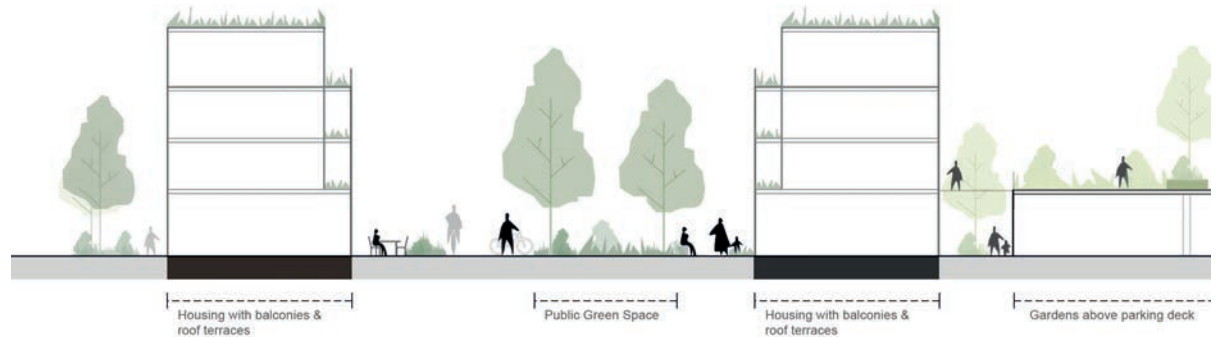 Housing with balconies &
roof terraces
Public Green Space
Housing with balconies &
roof terraces
Gardens above parking deck